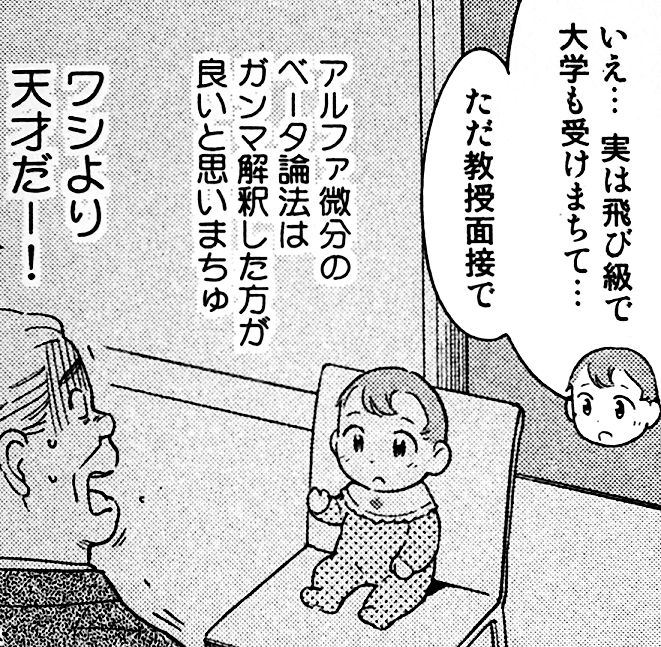 いえ… 実は飛び級で
大学も受けまちて…
ただ教授面接で
アルファ微分の
ベータ論法は
ガンマ解釈した方が
良いと思いまちゅ
ワシより
天才だー！